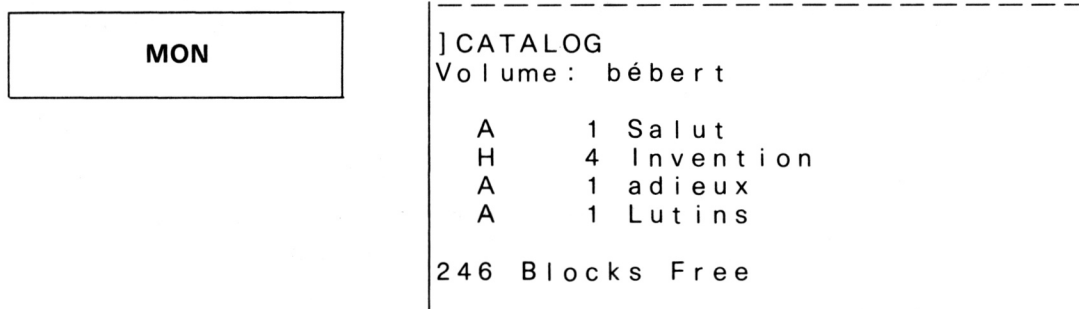 MON
]CATALOG
Volume: bébert
A 1 Salut
H 4 Invention
A 1 adieux
A 1 Lutins
246 Blocks Free